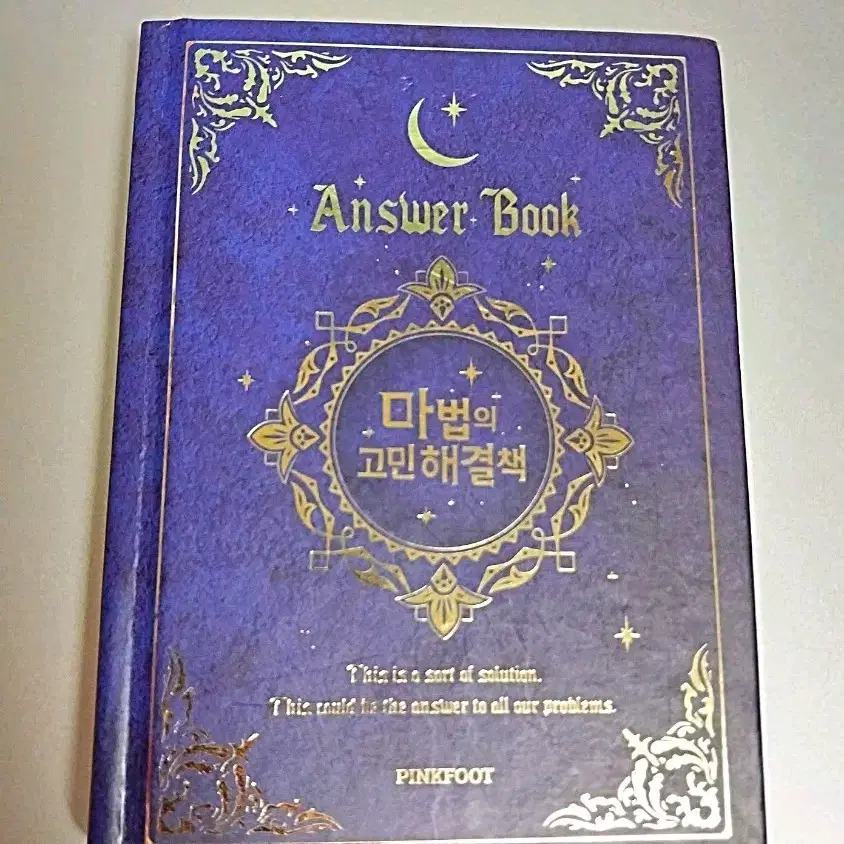 Answer Book
마법의
고민해결책
This is a sort of solution.
This could be the answer to all our problems.
PINKFOOT